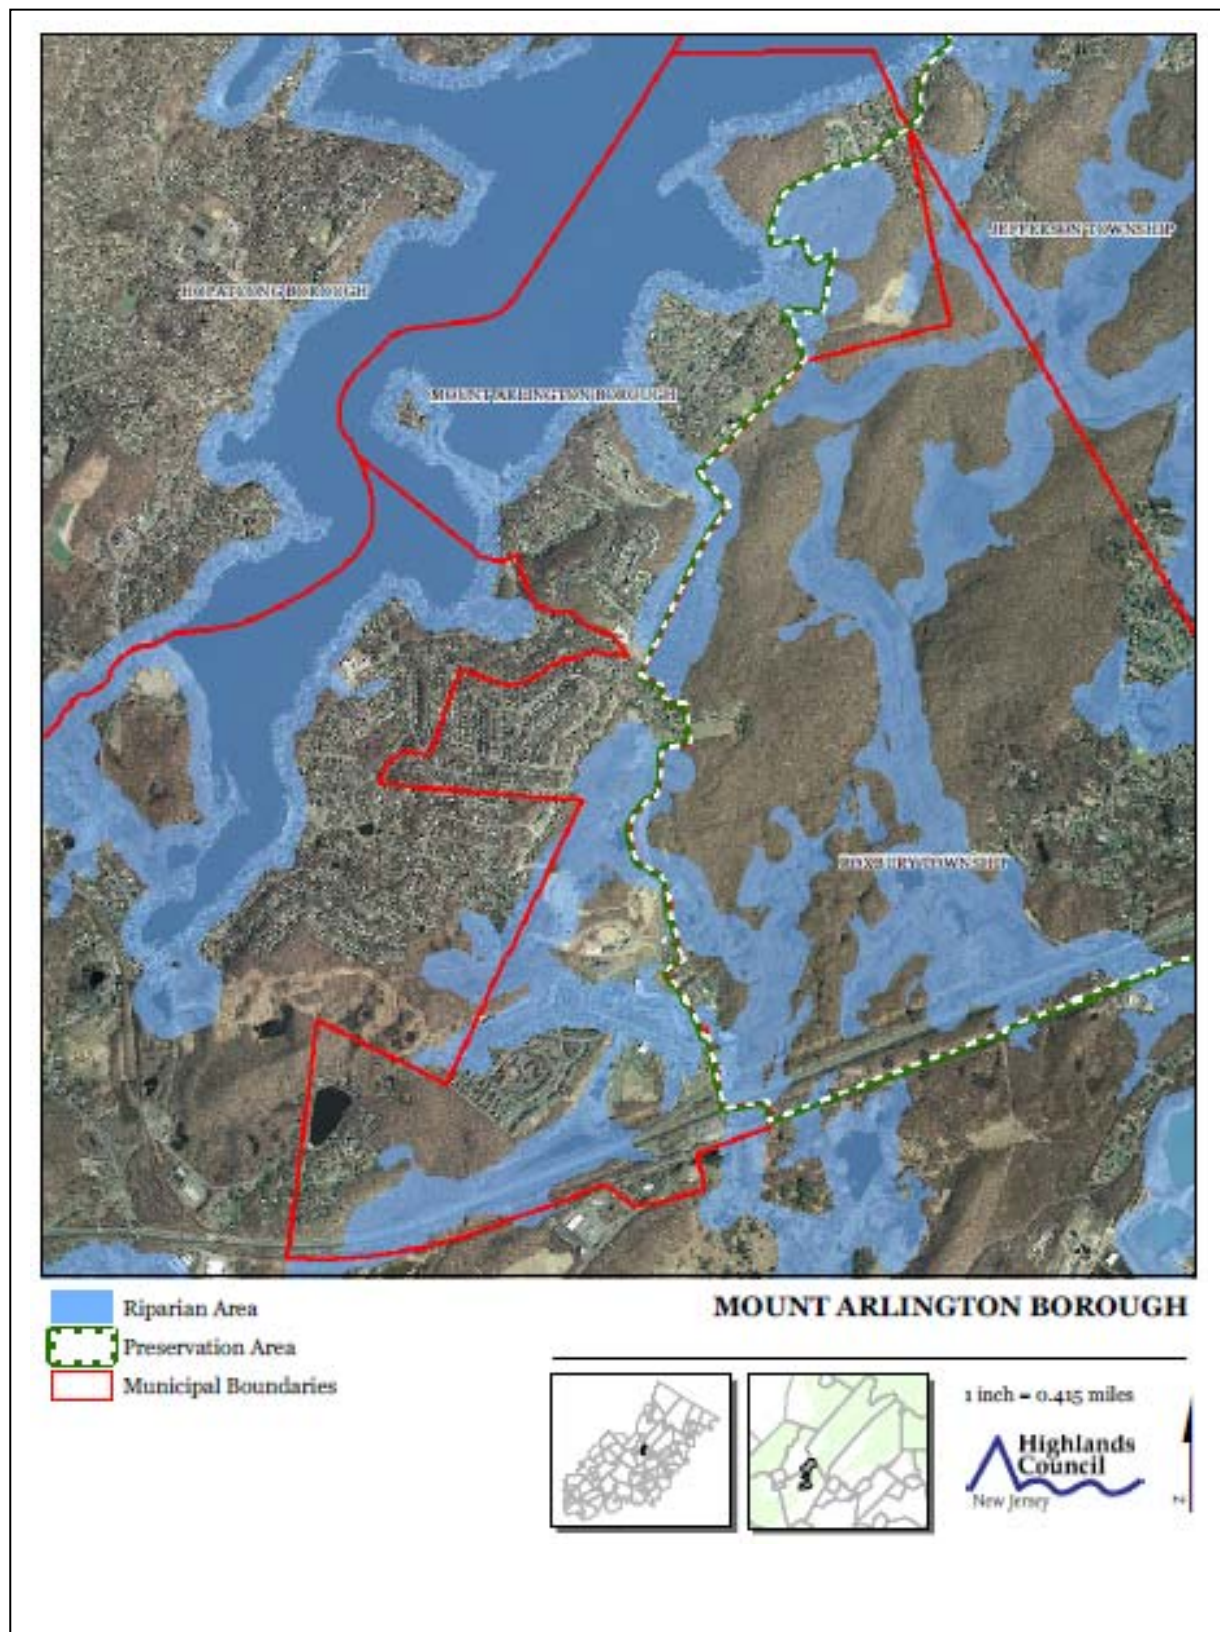 JEFFERSON TOWNSHIP
HOPATCONG BOROUGH
MOUNT ARLINGTON BOROUGH
ROXBURY TOWNSHIP
Riparian Area
Preservation Area
Municipal Boundaries
MOUNT ARLINGTON BOROUGH
1 inch = 0.415 miles
Highlands
Council
New Jersey
N